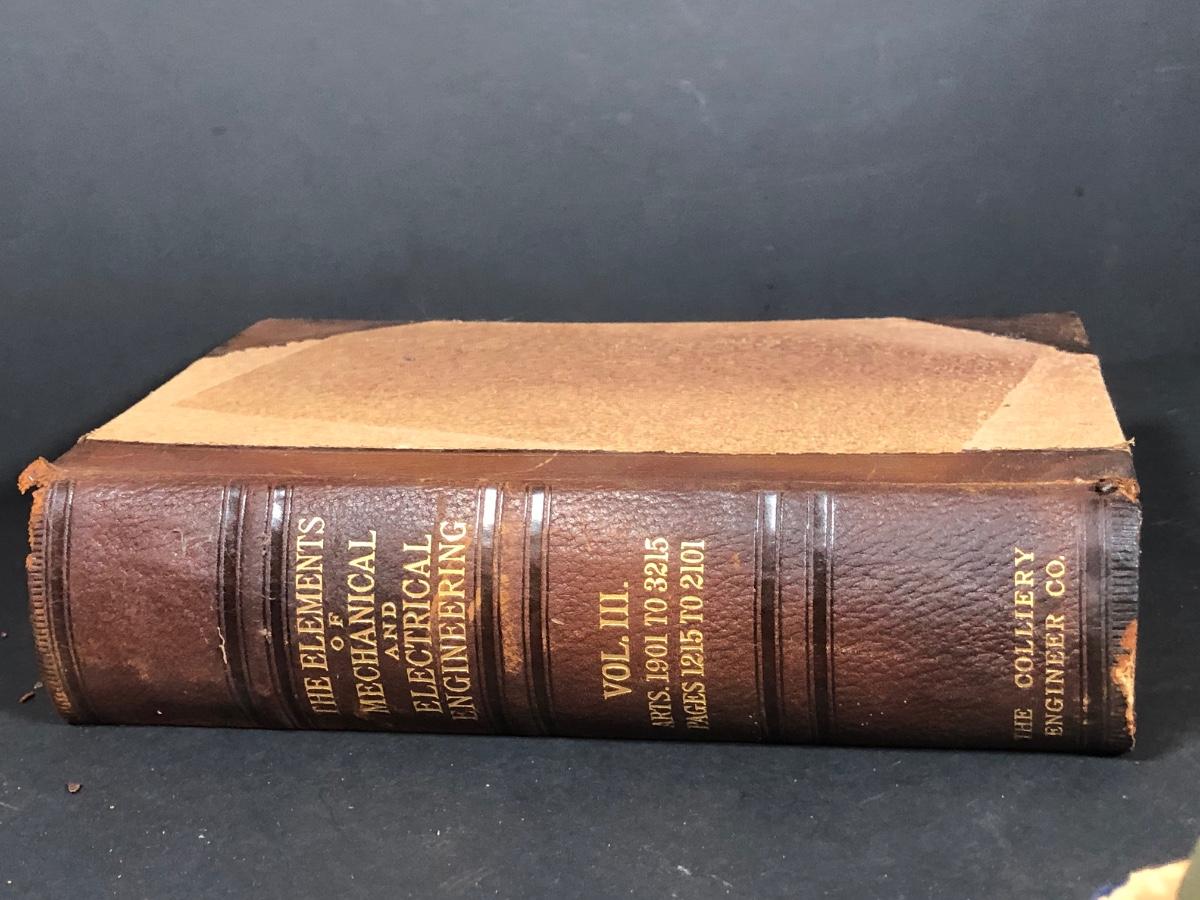 THE ELEMENTS
OF
MECHANICAL
AND
ELECTRICAL
ENGINEERING
VOL. III.
ARTS. 1901 TO 3215
PAGES 1215 TO 2101
THE COLLIERY
ENGINEER CO.